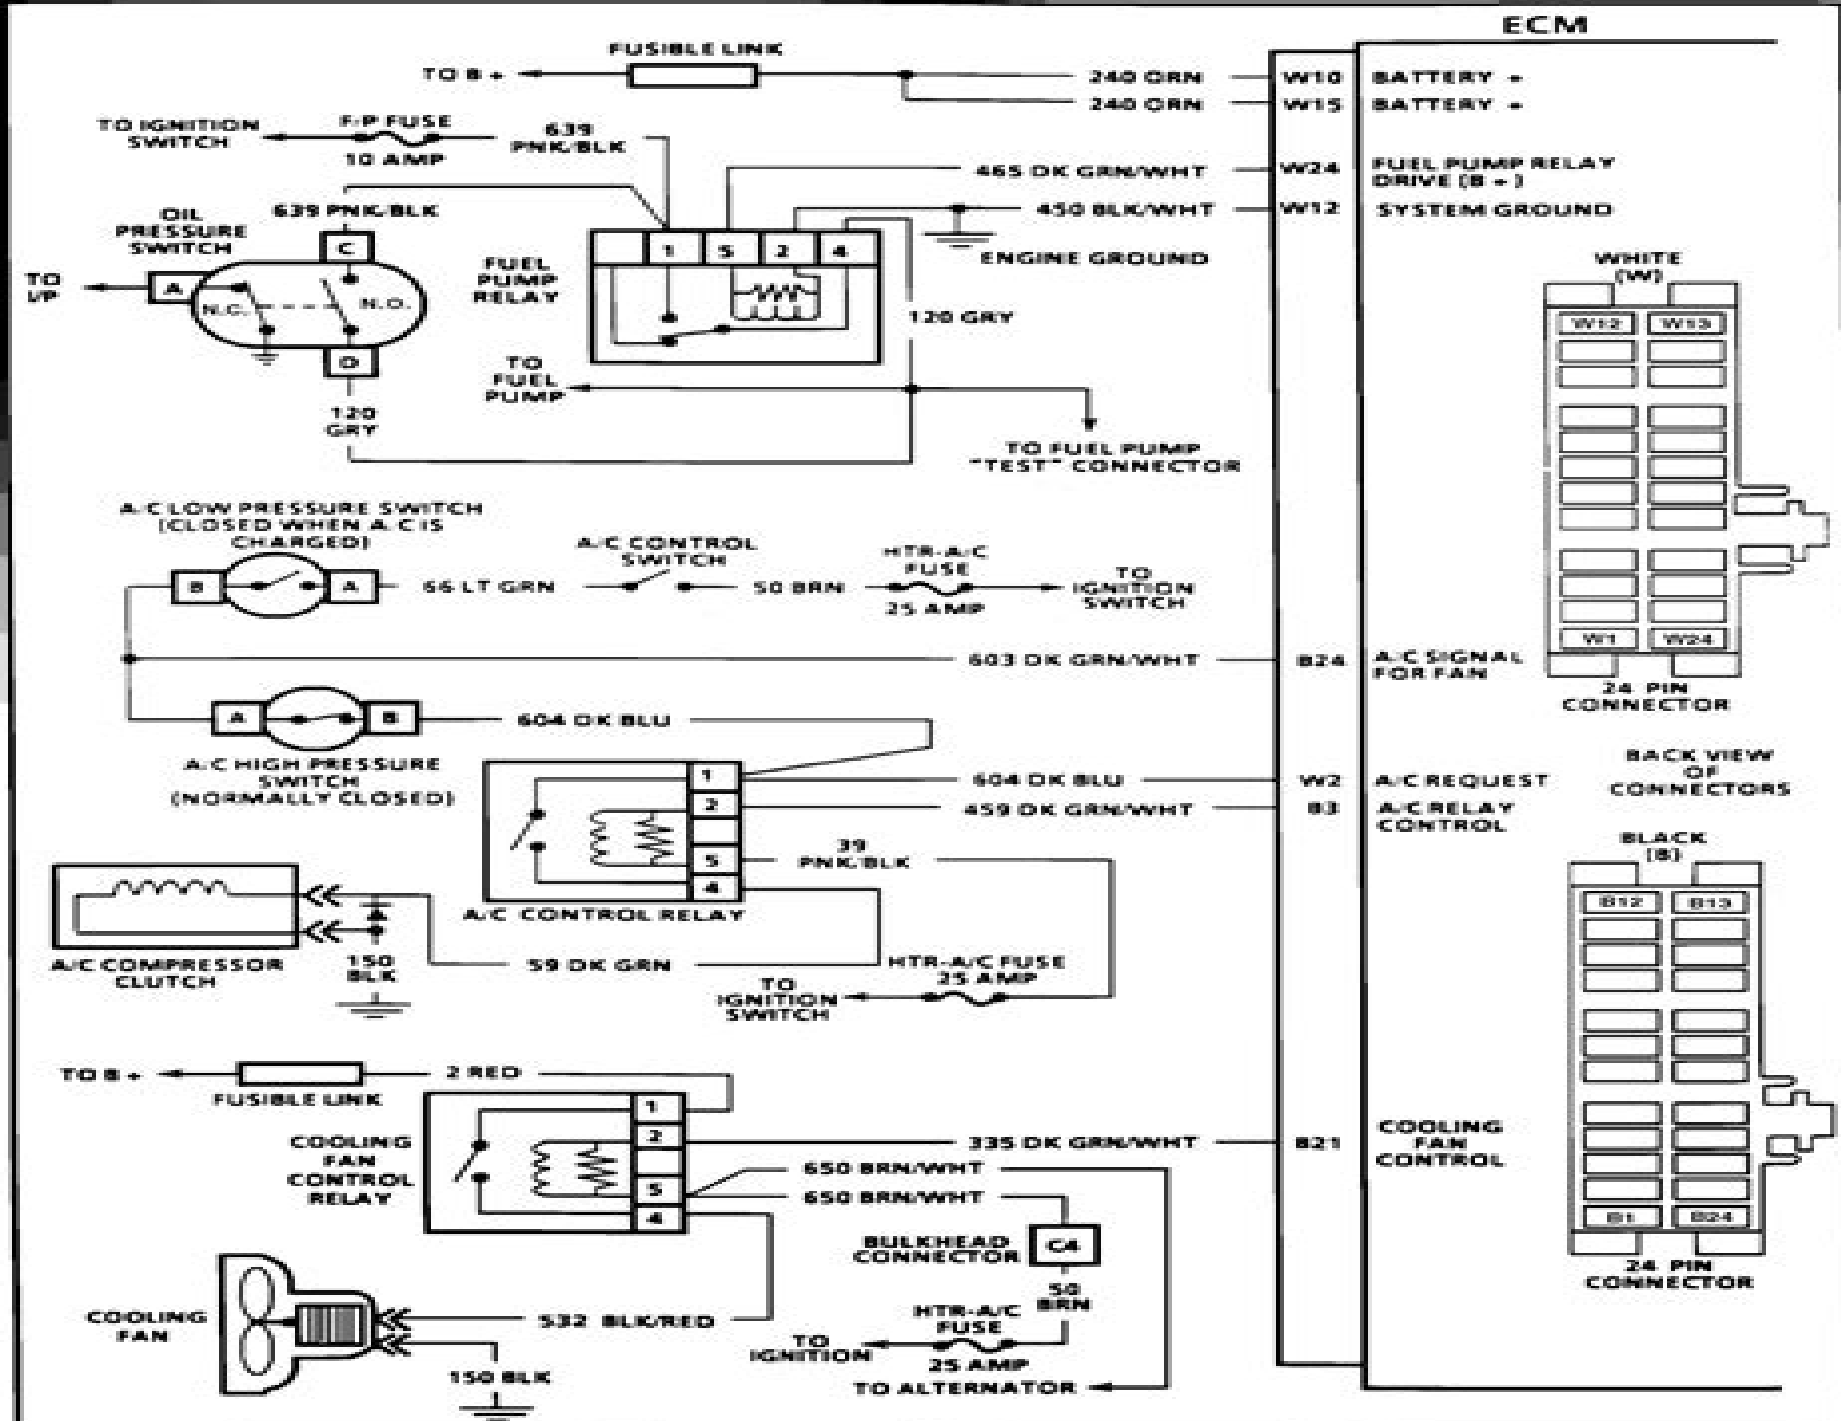 ECM
FUSIBLE LINK
TO B +
240 ORN
W10
BATTERY +
240 ORN
W15
BATTERY +
TO IGNITION
SWITCH
F/P FUSE
10 AMP
639
PNK/BLK
465 DK GRN/WHT
W24
FUEL PUMP RELAY
DRIVE (B +)
639 PNK/BLK
450 BLK/WHT
W12
SYSTEM GROUND
OIL
PRESSURE
SWITCH
C
TO
I/P
A
N.C.
N.O.
D
FUEL
PUMP
RELAY
1
5
2
4
ENGINE GROUND
120 GRY
TO
FUEL
PUMP
120
GRY
TO FUEL PUMP
"TEST" CONNECTOR
WHITE
(W)
W12
W13
W1
W24
24 PIN
CONNECTOR
A/C LOW PRESSURE SWITCH
(CLOSED WHEN A/C IS
CHARGED)
B
A
66 LT GRN
A/C CONTROL
SWITCH
50 BRN
HTR-A/C
FUSE
25 AMP
TO
IGNITION
SWITCH
603 DK GRN/WHT
B24
A/C SIGNAL
FOR FAN
A
B
604 DK BLU
A/C HIGH PRESSURE
SWITCH
(NORMALLY CLOSED)
1
2
5
4
604 DK BLU
W2
A/C REQUEST
459 DK GRN/WHT
B3
A/C RELAY
CONTROL
BACK VIEW
OF
CONNECTORS
39
PNK/BLK
A/C CONTROL RELAY
A/C COMPRESSOR
CLUTCH
150
BLK
59 DK GRN
HTR-A/C FUSE
25 AMP
TO
IGNITION
SWITCH
BLACK
(B)
B12
B13
B1
B24
24 PIN
CONNECTOR
TO B +
FUSIBLE LINK
2 RED
COOLING
FAN
CONTROL
RELAY
1
2
5
4
335 DK GRN/WHT
B21
COOLING
FAN
CONTROL
650 BRN/WHT
650 BRN/WHT
BULKHEAD
CONNECTOR
C4
50
BRN
COOLING
FAN
532 BLK/RED
150 BLK
HTR-A/C
FUSE
25 AMP
TO
IGNITION
TO ALTERNATOR